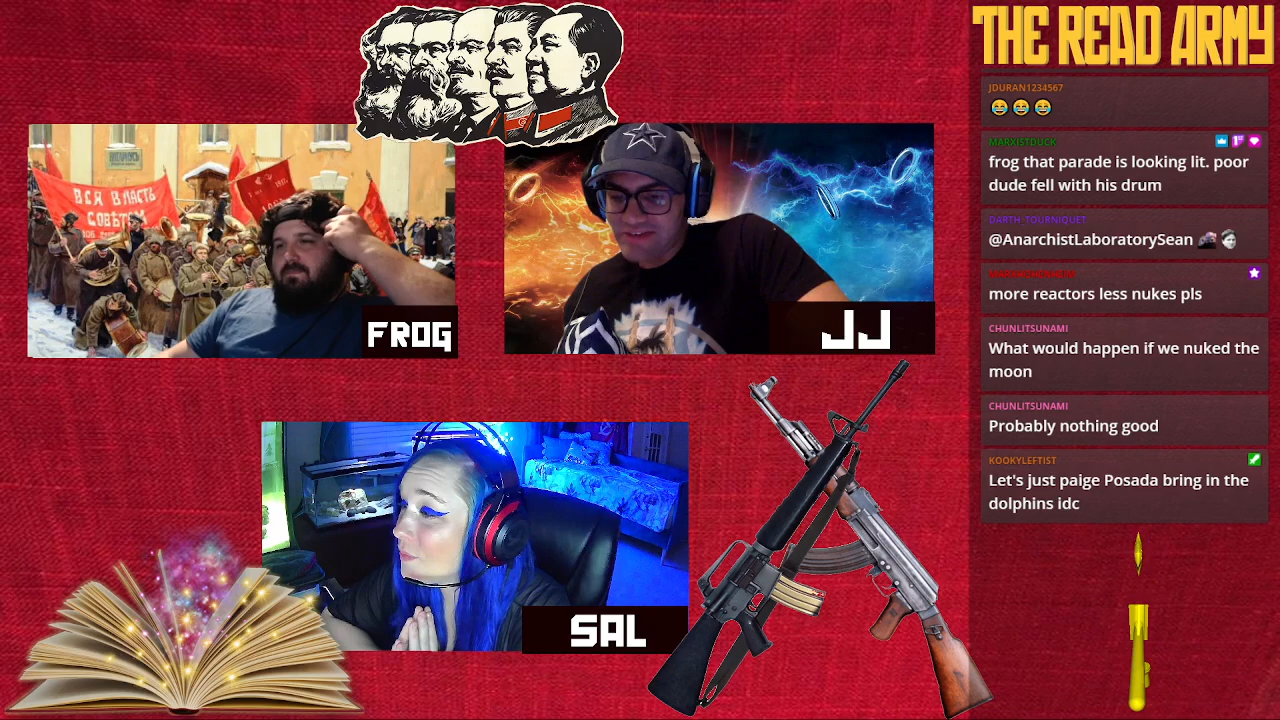 THE READ ARMY
JDURAN1234567
MARXISTDUCK
frog that parade is looking lit. poor
dude fell with his drum
DARTH_TOURNIQUET
@AnarchistLaboratorySean
more reactors less nukes pls
CHUNLITSUNAMI
What would happen if we nuked the
moon
CHUNLITSUNAMI
Probably nothing good
KOOKYLEFTIST
Let's just paige Posada bring in the
dolphins idc
ВСЯ ВЛАСТЬ
СОВѢТАМ
FROG
JJ
SAL